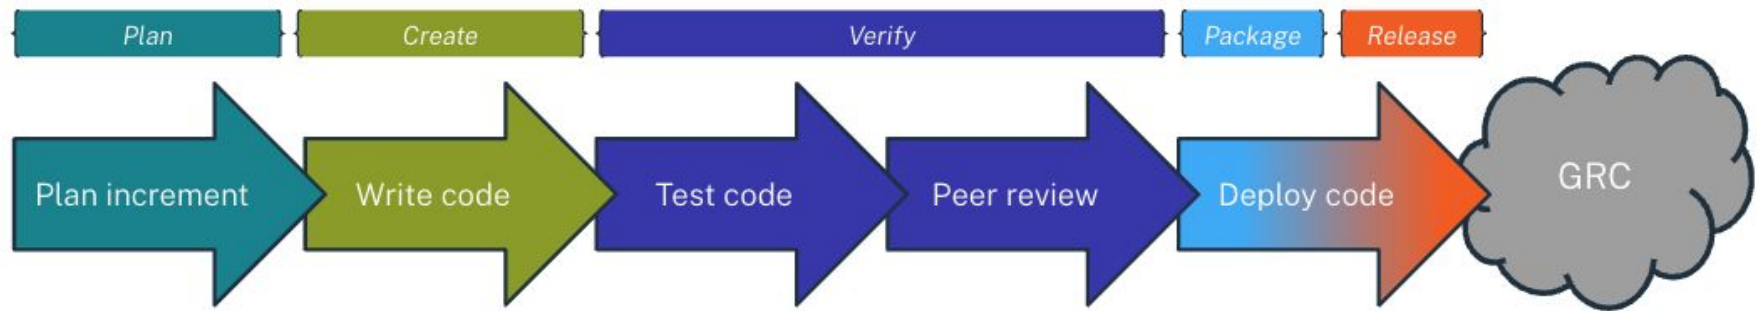 Plan
Create
Verify
Package
Release
Plan increment
Write code
Test code
Peer review
Deploy code
GRC